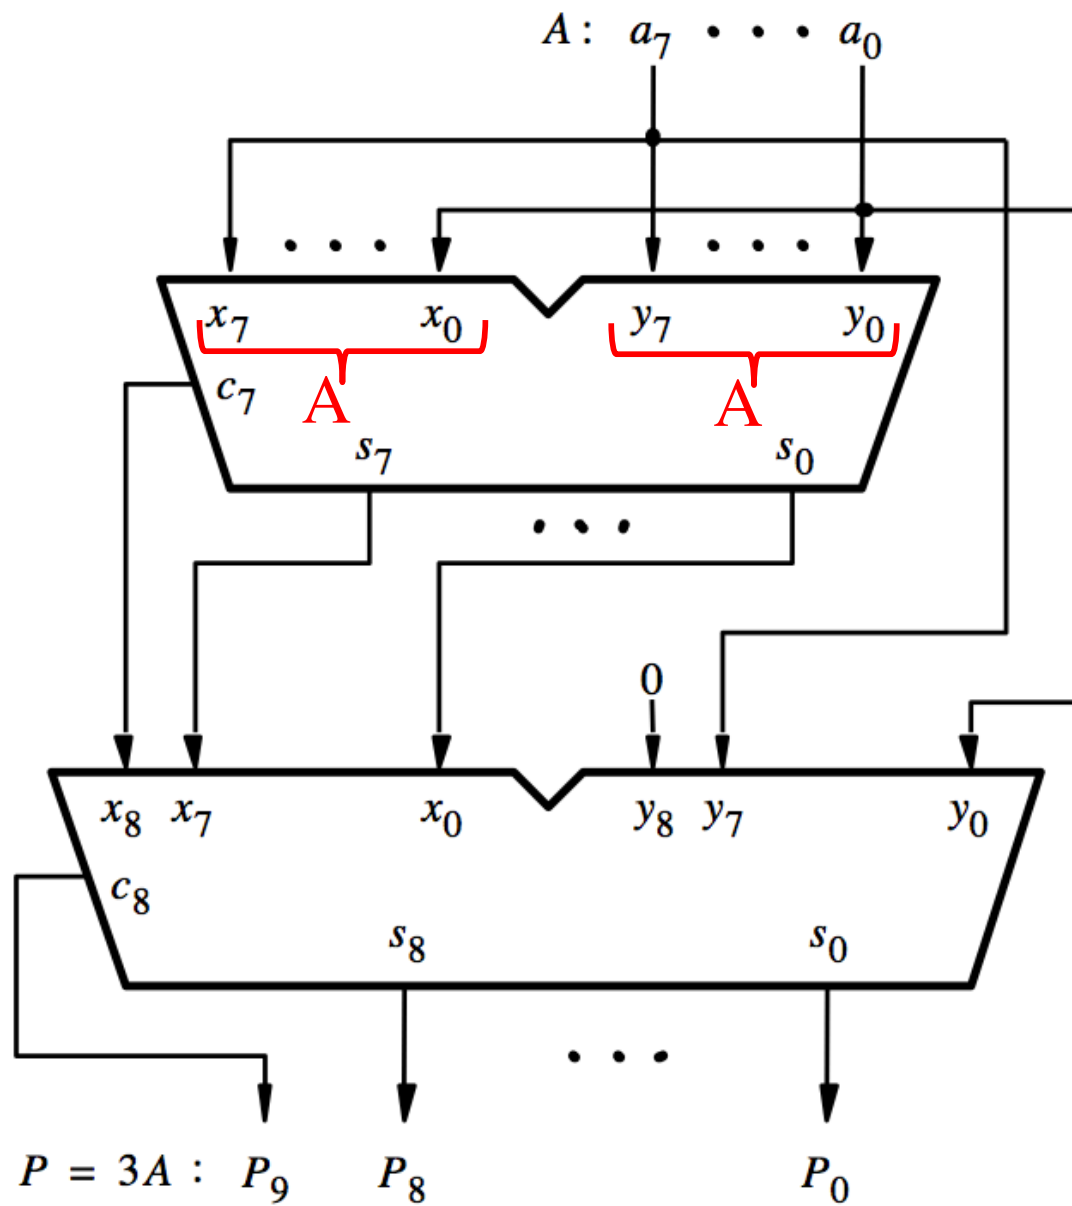 A: a₇ • • • a₀
• • • • • •
x₇ x₀ y₇ y₀
c₇ A A
s₇ s₀
• • •
0
x₈ x₇ x₀ y₈ y₇ y₀
c₈
s₈ s₀
• • •
P = 3A : P₉ P₈ P₀